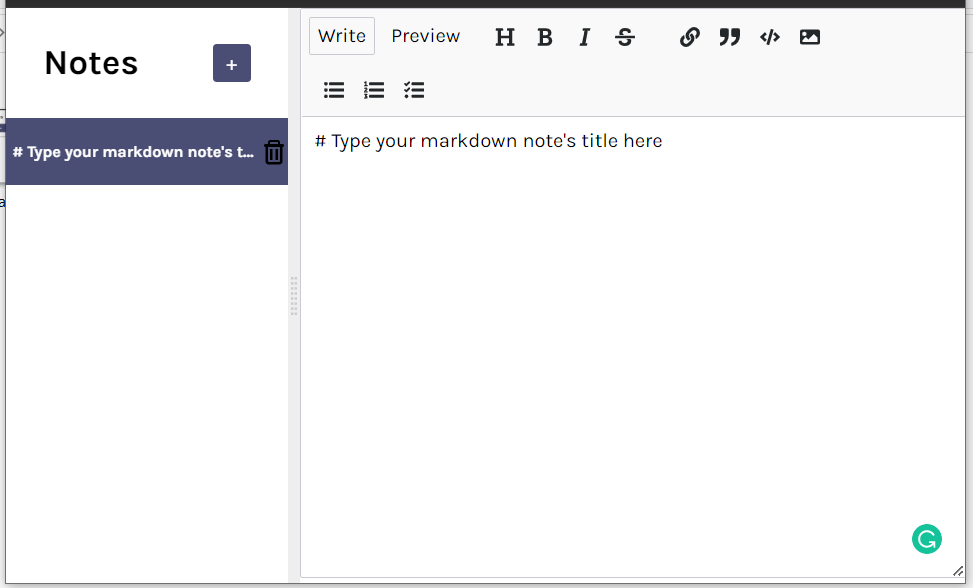 Notes
+
# Type your markdown note's t...
Write Preview H B I S
# Type your markdown note's title here
a